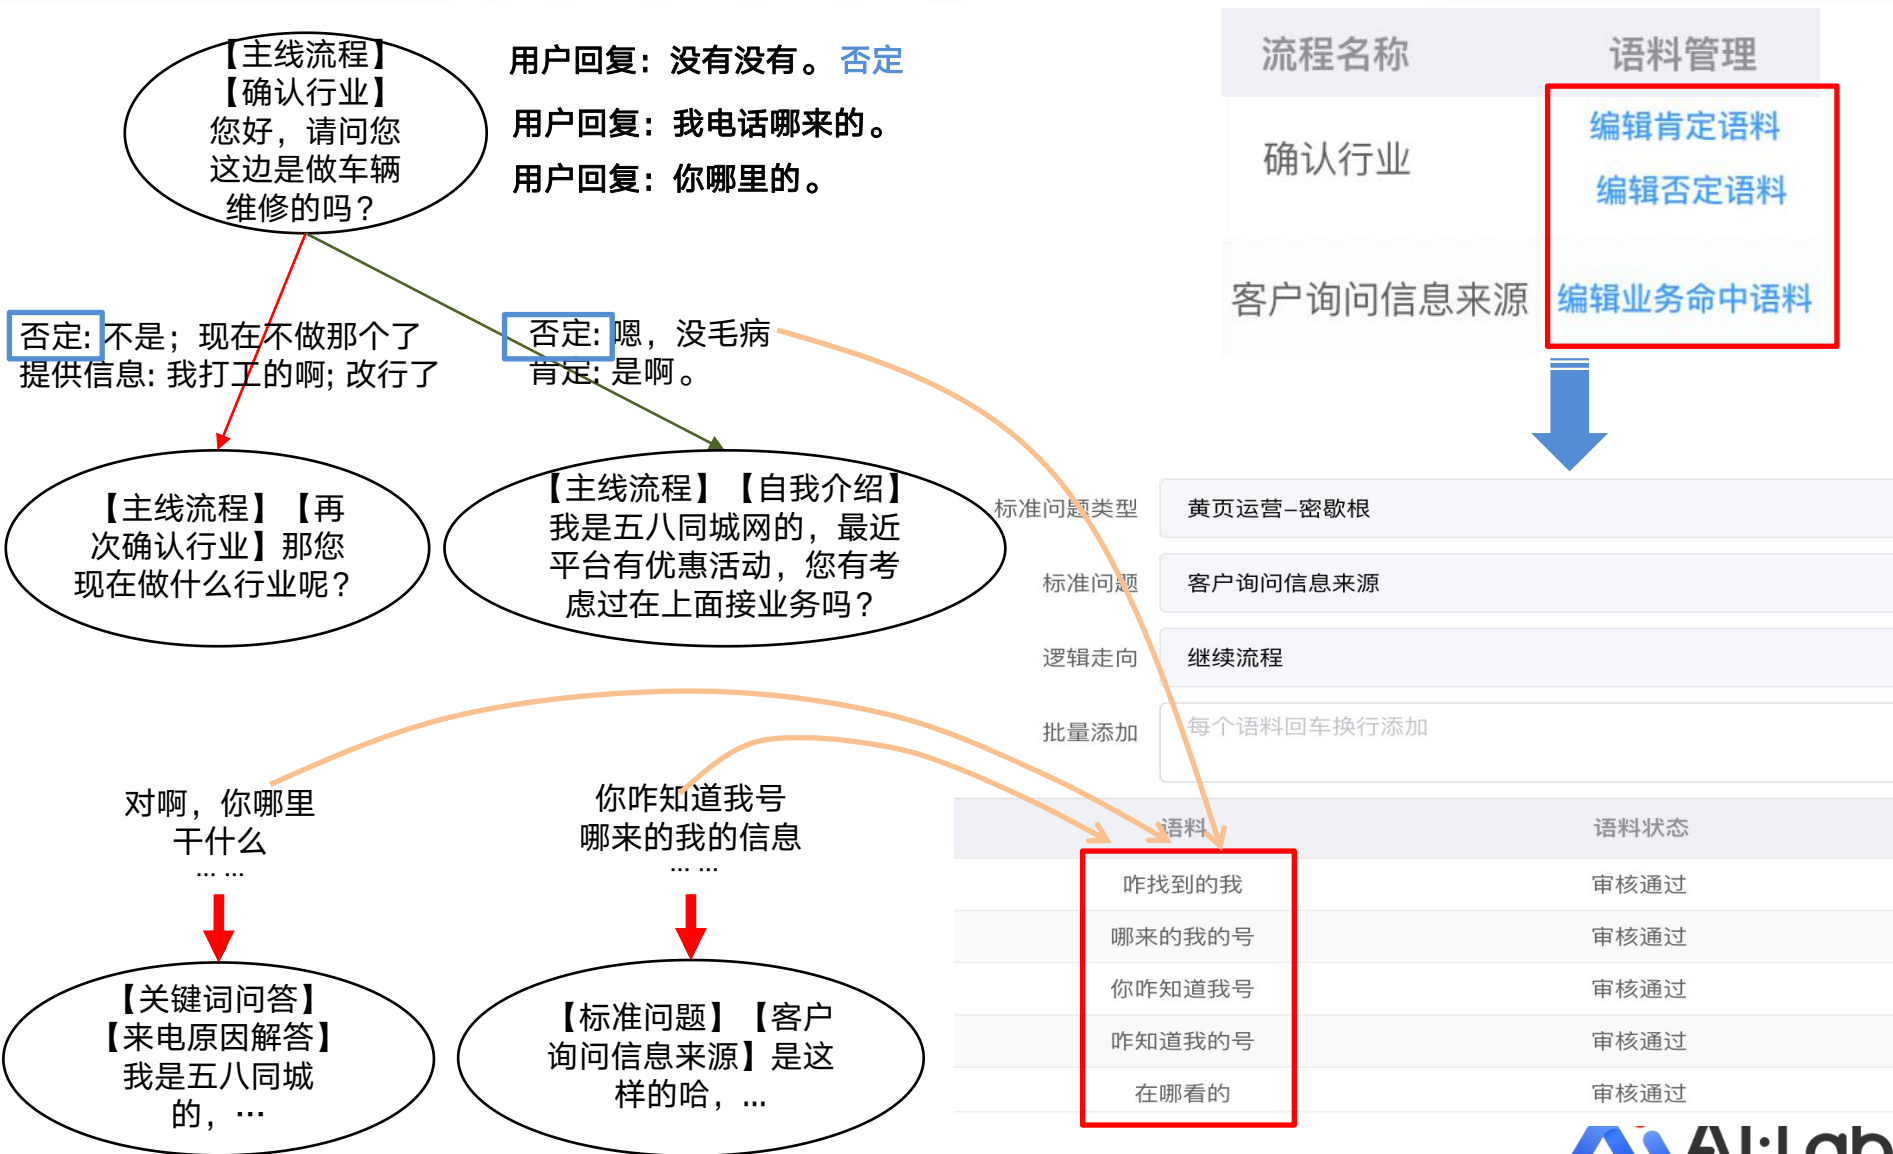 【主线流程】
【确认行业】
您好，请问您
这边是做车辆
维修的吗？
用户回复：没有没有。 否定
用户回复：我电话哪来的。
用户回复：你哪里的。
否定: 不是；现在不做那个了
提供信息: 我打工的啊; 改行了
否定: 嗯，没毛病
肯定: 是啊。
【主线流程】【再
次确认行业】那您
现在做什么行业呢？
【主线流程】【自我介绍】
我是五八同城网的，最近
平台有优惠活动，您有考
虑过在上面接业务吗？
对啊，你哪里
干什么
... ...
你咋知道我号
哪来的我的信息
... ...
【关键词问答】
【来电原因解答】
我是五八同城
的，...
【标准问题】【客户
询问信息来源】是这
样的哈，...
流程名称 语料管理
确认行业
编辑肯定语料
编辑否定语料
客户询问信息来源 编辑业务命中语料
标准问题类型 黄页运营-密歇根
标准问题 客户询问信息来源
逻辑走向 继续流程
批量添加 每个语料回车换行添加
语料 语料状态
咋找到的我 审核通过
哪来的我的号 审核通过
你咋知道我号 审核通过
咋知道我的号 审核通过
在哪看的 审核通过
AI·Lab